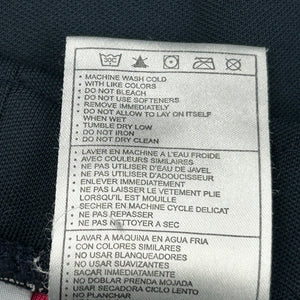 30C
• MACHINE WASH COLD
• WITH LIKE COLORS
• DO NOT BLEACH
• DO NOT USE SOFTENERS
• REMOVE IMMEDIATELY
• DO NOT ALLOW TO LAY ON ITSELF
WHEN WET
• TUMBLE DRY LOW
• DO NOT IRON
• DO NOT DRY CLEAN
• LAVER EN MACHINE A L'EAU FROIDE
• AVEC COULEURS SIMILAIRES
• NE PAS UTILISER D'EAU DE JAVEL
• NE PAS UTILISER D'ADOUCISSEUR
• ENLEVER IMMEDIATEMENT
• NE PAS LAISSER LE VETEMENT PLIE
LORSQU'IL EST MOUILLE
• SECHER EN MACHINE CYCLE DELICAT
• NE PAS REPASSER
• NE PAS NETTOYER A SEC
• LAVAR A MAQUINA EN AGUA FRIA
• CON COLORES SIMILARES
• NO USAR BLANQUEADORES
• NO USAR SUAVIZANTES
• SACAR INMEDIATAMENTE
• NO DOBLAR PRENDA MOJADA
• USAR SECADORA CICLO LENTO
• NO PLANCHAR